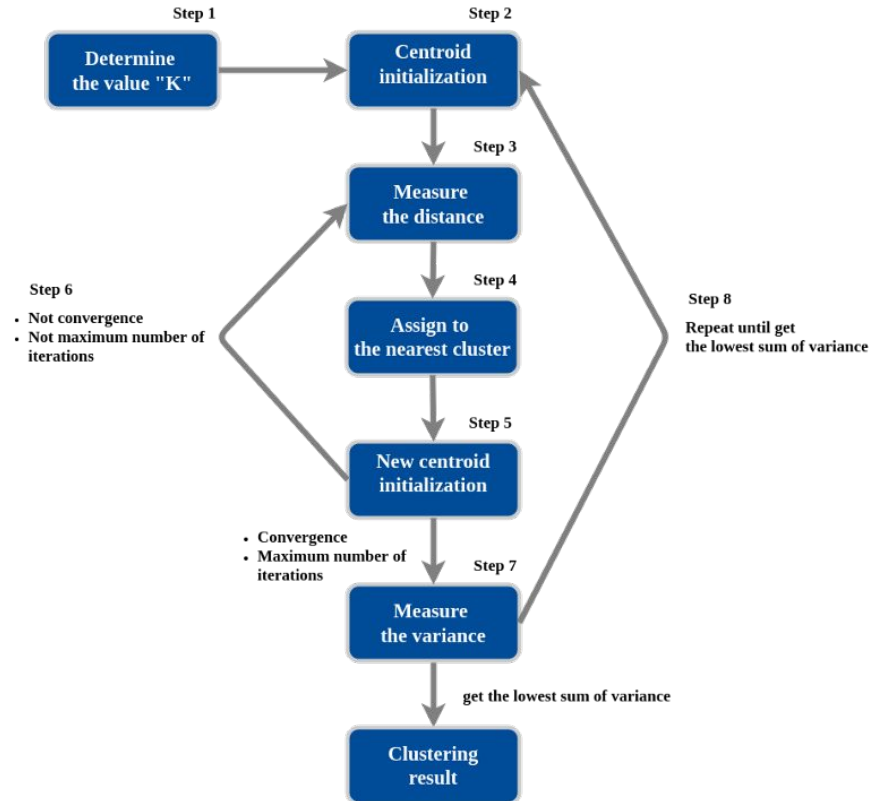 Step 1
Determine
the value "K"
Step 2
Centroid
initialization
Step 3
Measure
the distance
Step 4
Assign to
the nearest cluster
Step 5
New centroid
initialization
Step 6
• Not convergence
• Not maximum number of
iterations
• Convergence
• Maximum number of
iterations
Step 7
Measure
the variance
Step 8
Repeat until get
the lowest sum of variance
get the lowest sum of variance
Clustering
result